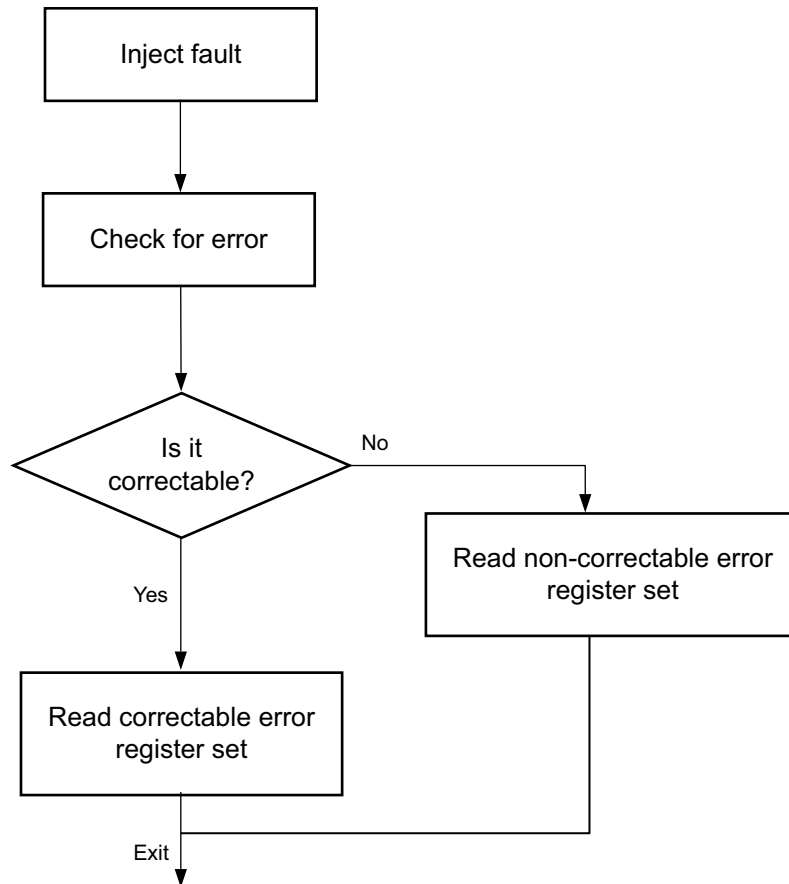 Inject fault
Check for error
Is it
correctable?
No
Yes
Read non-correctable error
register set
Read correctable error
register set
Exit